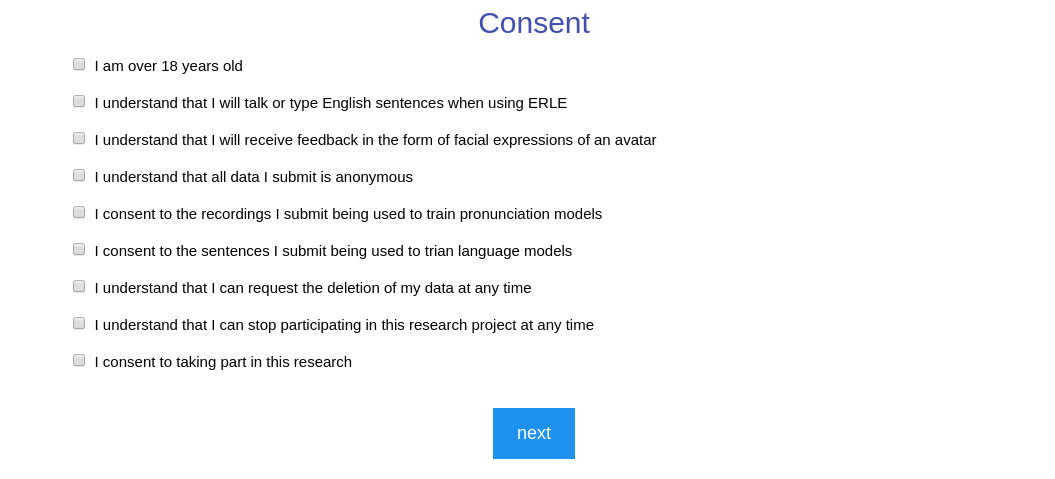 Consent
I am over 18 years old
I understand that I will talk or type English sentences when using ERLE
I understand that I will receive feedback in the form of facial expressions of an avatar
I understand that all data I submit is anonymous
I consent to the recordings I submit being used to train pronunciation models
I consent to the sentences I submit being used to trian language models
I understand that I can request the deletion of my data at any time
I understand that I can stop participating in this research project at any time
I consent to taking part in this research
next